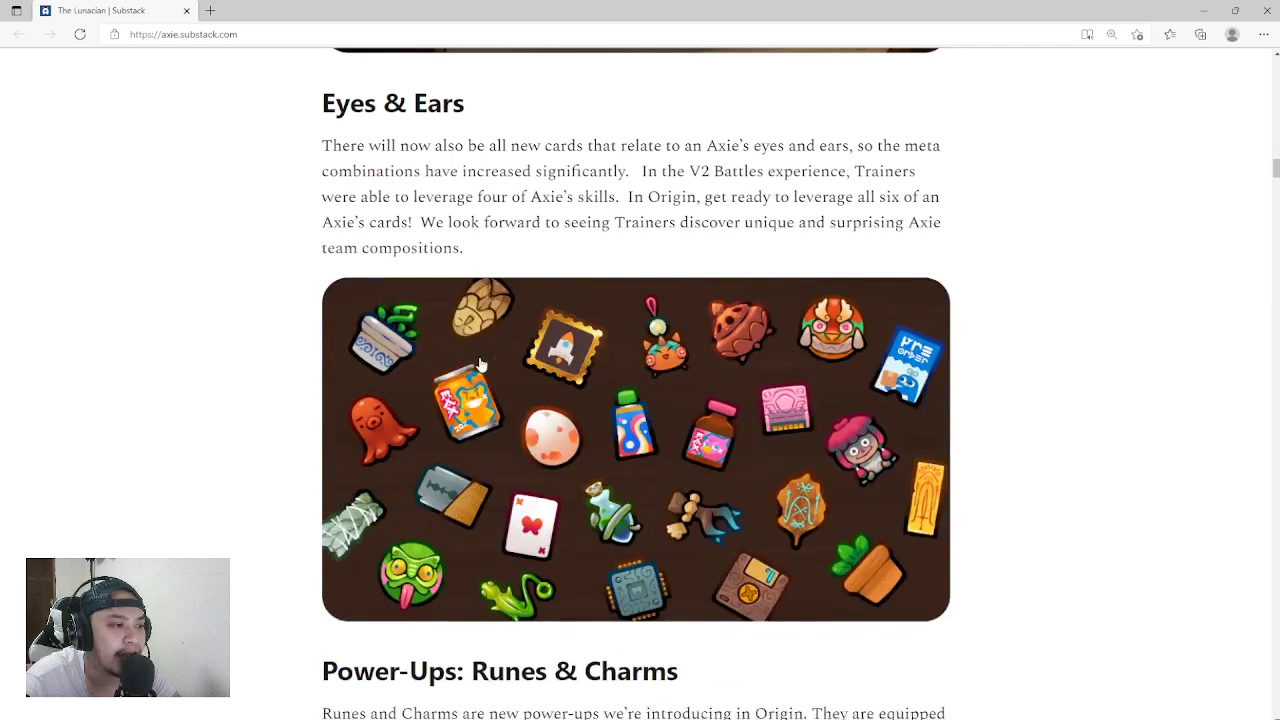 The Lunacian | Substack
https://axie.substack.com
Eyes & Ears
There will now also be all new cards that relate to an Axie's eyes and ears, so the meta
combinations have increased significantly. In the V2 Battles experience, Trainers
were able to leverage four of Axie's skills. In Origin, get ready to leverage all six of an
Axie's cards! We look forward to seeing Trainers discover unique and surprising Axie
team compositions.
PRE
ORDER
Power-Ups: Runes & Charms
Runes and Charms are new power-ups we're introducing in Origin. They are equipped